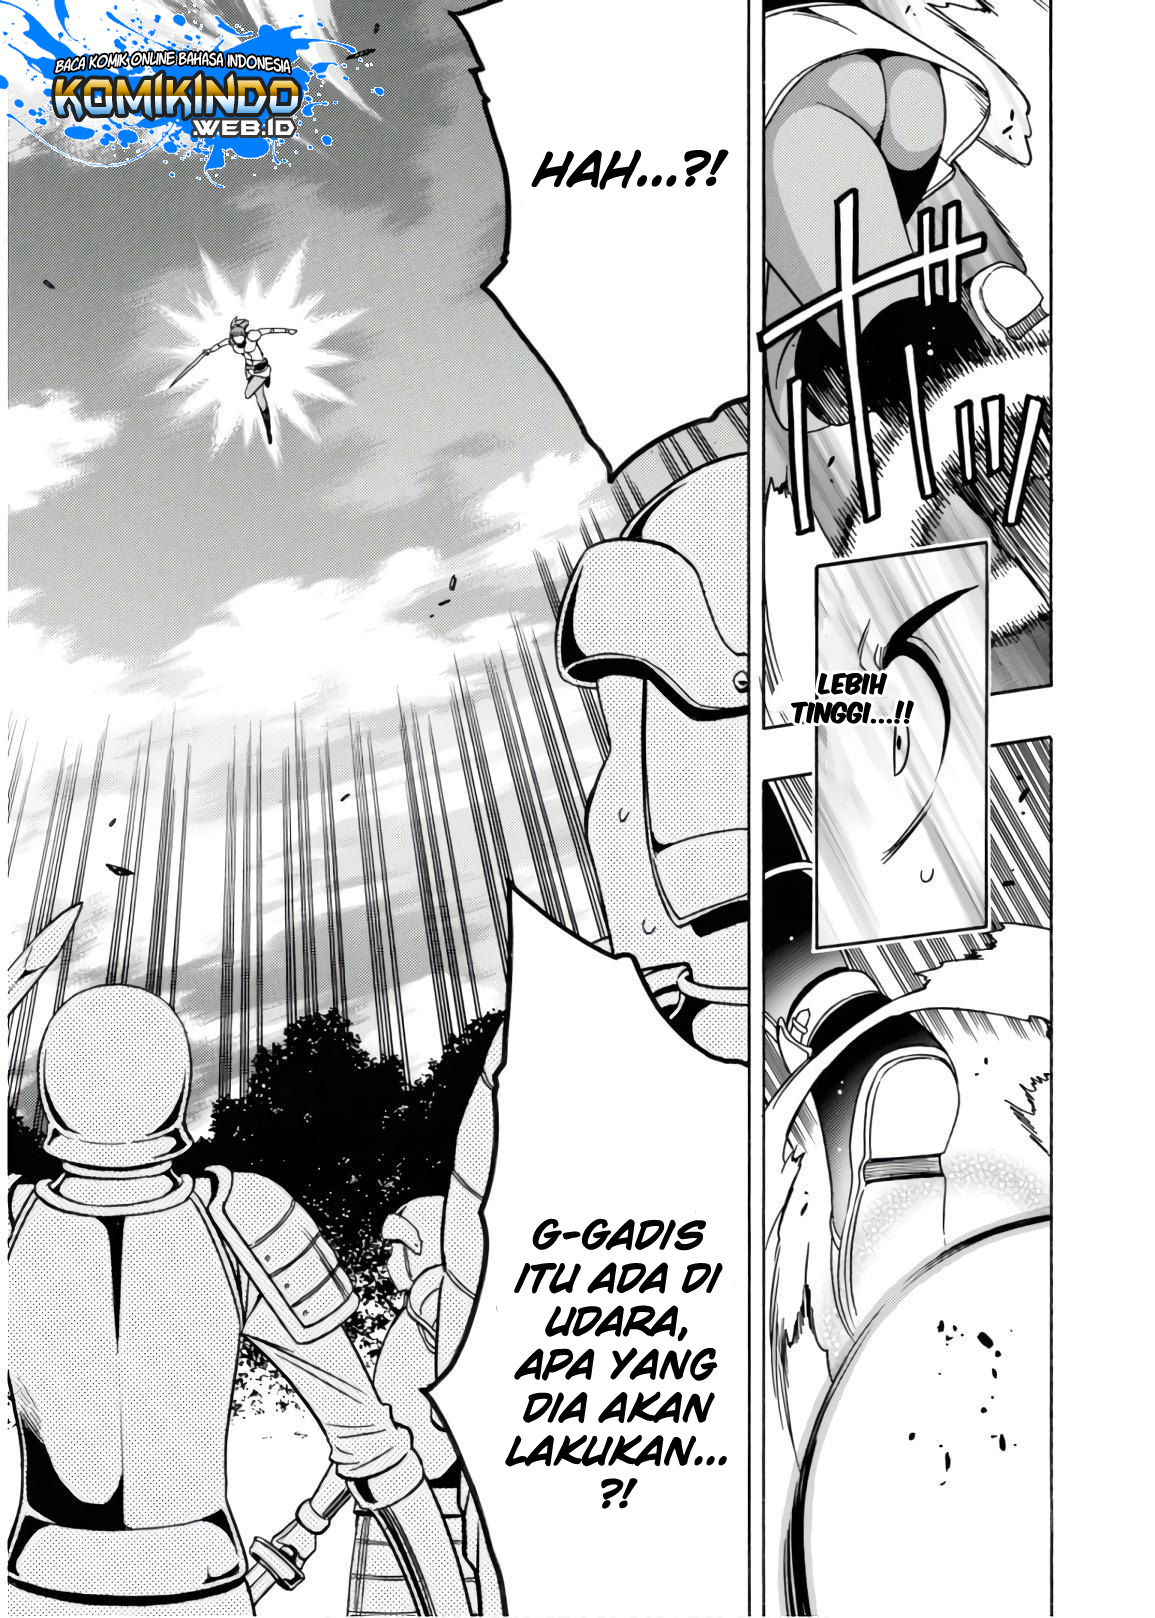 BACA KOMIK ONLINE BAHASA INDONESIA
KOMIKINDO
WEB.ID
LEBIH
TINGGI...!!
HAH...?!
G-GADIS
ITU ADA DI
UDARA,
APA YANG
DIA AKAN
LAKUKAN...
?!